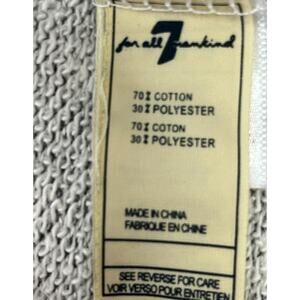 for all 7 mankind
70% COTTON
30% POLYESTER
70% COTON
30% POLYESTER
MADE IN CHINA
FABRIQUE EN CHINE
SEE REVERSE FOR CARE
VOIR VERSO POUR ENTRETIEN